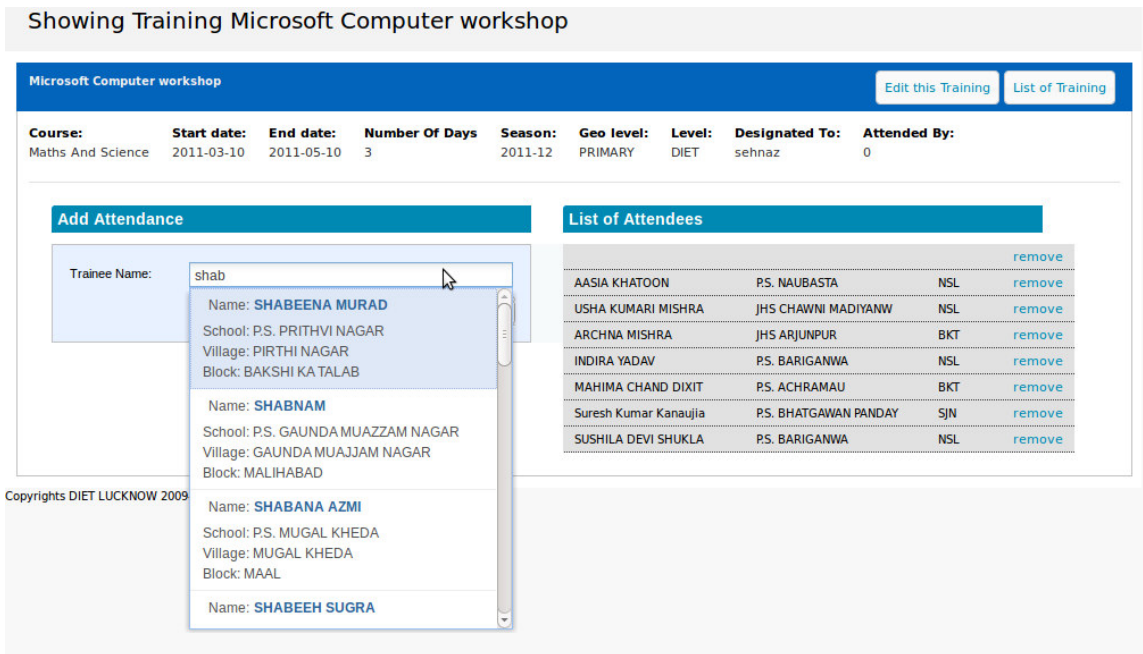 Showing Training Microsoft Computer workshop
Microsoft Computer workshop
Edit this Training
List of Training
Course: Start date: End date: Number Of Days Season: Geo level: Level: Designated To: Attended By:
Maths And Science 2011-03-10 2011-05-10 3 2011-12 PRIMARY DIET sehnaz 0
Add Attendance
Trainee Name: shab
Name: SHABEENA MURAD
School: P.S. PRITHVI NAGAR
Village: PIRTHI NAGAR
Block: BAKSHI KA TALAB
Name: SHABNAM
School: P.S. GAUNDA MUAZZAM NAGAR
Village: GAUNDA MUAJJAM NAGAR
Block: MALIHABAD
Name: SHABANA AZMI
School: P.S. MUGAL KHEDA
Village: MUGAL KHEDA
Block: MAAL
Name: SHABEEH SUGRA
List of Attendees
remove
AASIA KHATOON P.S. NAUBASTA NSL remove
USHA KUMARI MISHRA JHS CHAWNI MADIYANW NSL remove
ARCHNA MISHRA JHS ARJUNPUR BKT remove
INDIRA YADAV P.S. BARIGANWA NSL remove
MAHIMA CHAND DIXIT P.S. ACHRAMAU BKT remove
Suresh Kumar Kanaujia P.S. BHATGAWAN PANDAY SJN remove
SUSHILA DEVI SHUKLA P.S. BARIGANWA NSL remove
Copyrights DIET LUCKNOW 2009